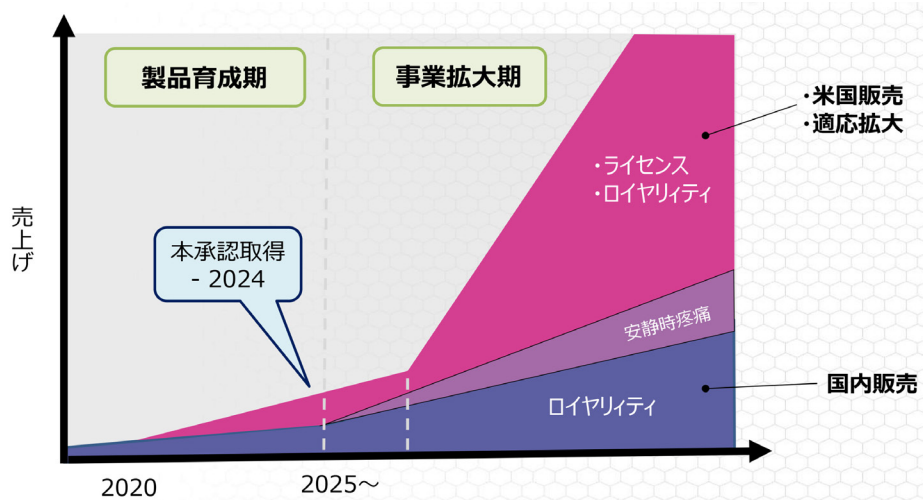 製品育成期
事業拡大期
・米国販売
・適応拡大
・ライセンス
・ロイヤリィティ
売上げ
本承認取得
- 2024
安静時疼痛
ロイヤリィティ
国内販売
2020
2025～